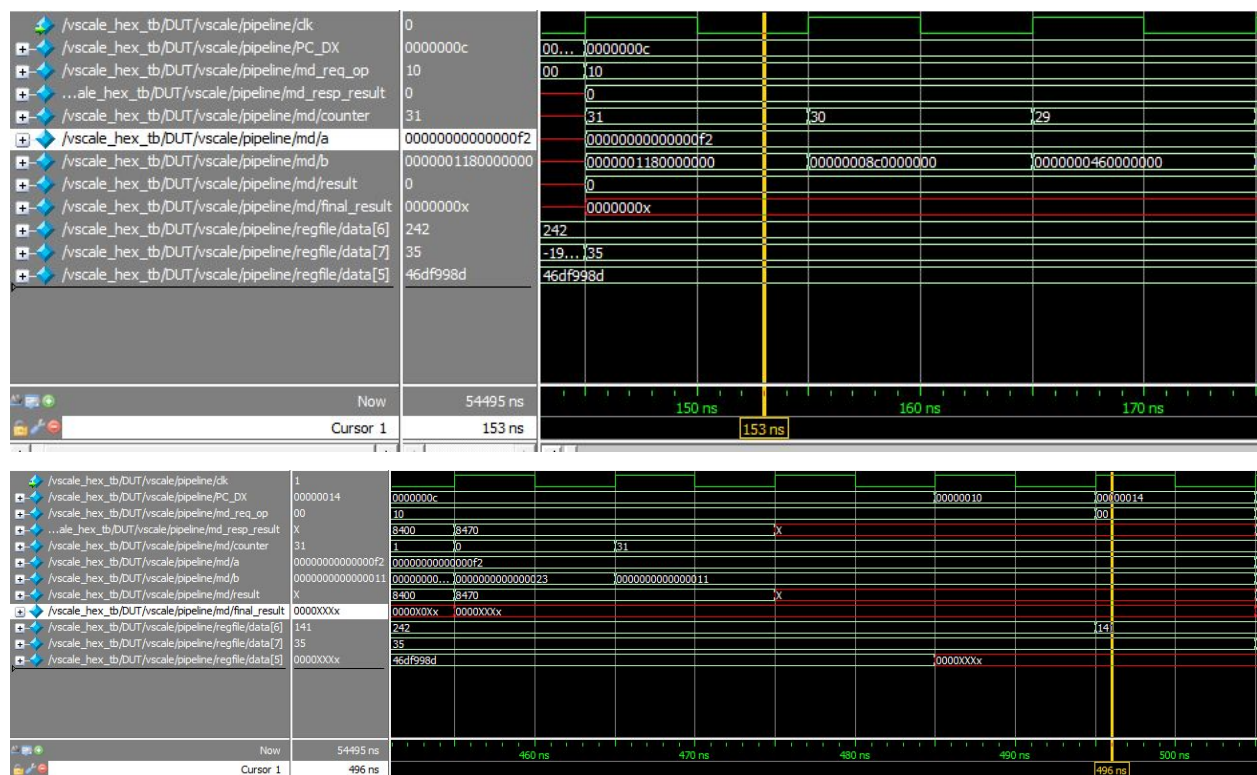 /vscale_hex_tb/DUT/vscale/pipeline/clk 0
/vscale_hex_tb/DUT/vscale/pipeline/PC_DX 0000000c 00... 0000000c
/vscale_hex_tb/DUT/vscale/pipeline/md_req_op 10 00 10
...ale_hex_tb/DUT/vscale/pipeline/md_resp_result 0 0
/vscale_hex_tb/DUT/vscale/pipeline/md/counter 31 31 30 29
/vscale_hex_tb/DUT/vscale/pipeline/md/a 00000000000000f2 00000000000000f2
/vscale_hex_tb/DUT/vscale/pipeline/md/b 0000001180000000 0000001180000000 00000008c0000000 0000000460000000
/vscale_hex_tb/DUT/vscale/pipeline/md/result 0 0
/vscale_hex_tb/DUT/vscale/pipeline/md/final_result 0000000x 0000000x
/vscale_hex_tb/DUT/vscale/pipeline/regfile/data[6] 242 242
/vscale_hex_tb/DUT/vscale/pipeline/regfile/data[7] 35 -19... 35
/vscale_hex_tb/DUT/vscale/pipeline/regfile/data[5] 46df998d 46df998d
Now 54495 ns 150 ns 160 ns 170 ns
Cursor 1 153 ns 153 ns
/vscale_hex_tb/DUT/vscale/pipeline/clk 1
/vscale_hex_tb/DUT/vscale/pipeline/PC_DX 00000014 0000000c 00000010 00000014
/vscale_hex_tb/DUT/vscale/pipeline/md_req_op 00 10 00
...ale_hex_tb/DUT/vscale/pipeline/md_resp_result X 8400 8470 X
/vscale_hex_tb/DUT/vscale/pipeline/md/counter 31 1 0 31
/vscale_hex_tb/DUT/vscale/pipeline/md/a 00000000000000f2 00000000000000f2
/vscale_hex_tb/DUT/vscale/pipeline/md/b 0000000000000011 00000000... 0000000000000023 0000000000000011
/vscale_hex_tb/DUT/vscale/pipeline/md/result X 8400 8470 X
/vscale_hex_tb/DUT/vscale/pipeline/md/final_result 0000XXXx 0000X0Xx 0000XXXx
/vscale_hex_tb/DUT/vscale/pipeline/regfile/data[6] 141 242 141
/vscale_hex_tb/DUT/vscale/pipeline/regfile/data[7] 35 35
/vscale_hex_tb/DUT/vscale/pipeline/regfile/data[5] 0000XXXx 46df998d 0000XXXx
Now 54495 ns 460 ns 470 ns 480 ns 490 ns 500 ns
Cursor 1 496 ns 496 ns